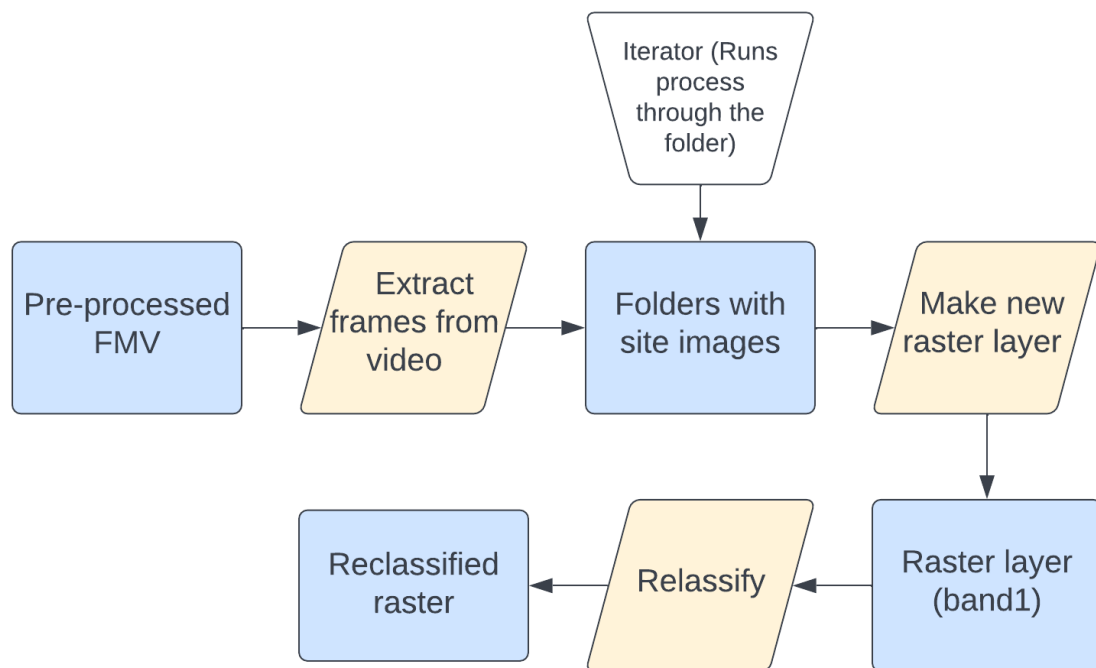 Iterator (Runs
process
through the
folder)
Pre-processed
FMV
Extract
frames from
video
Folders with
site images
Make new
raster layer
Raster layer
(band1)
Relassify
Reclassified
raster